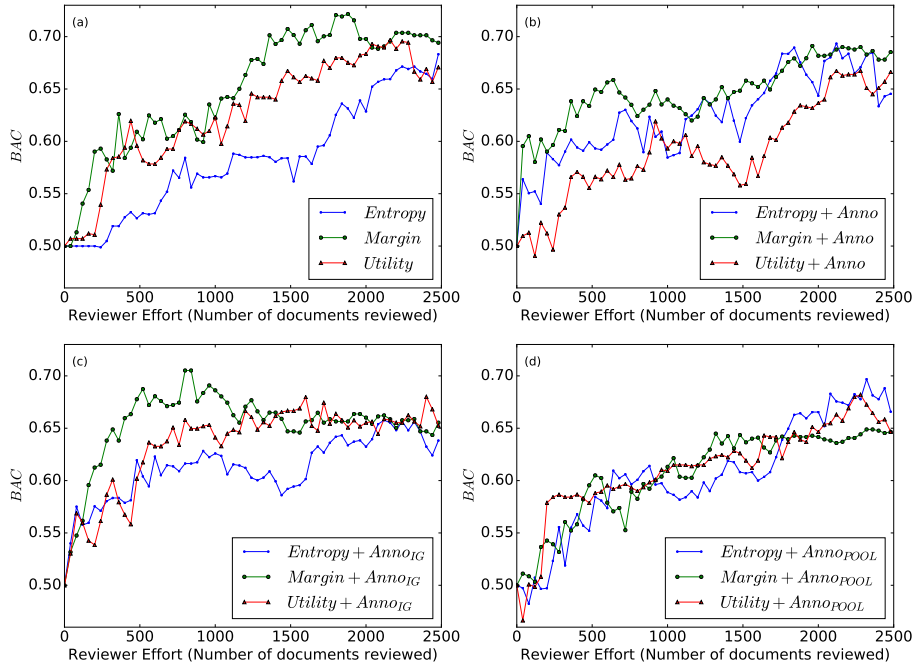 (a)
0.70
0.65
0.60
0.55
0.50
BAC
Entropy
Margin
Utility
0 500 1000 1500 2000 2500
Reviewer Effort (Number of documents reviewed)
(b)
0.70
0.65
0.60
0.55
0.50
BAC
Entropy + Anno
Margin + Anno
Utility + Anno
0 500 1000 1500 2000 2500
Reviewer Effort (Number of documents reviewed)
(c)
0.70
0.65
0.60
0.55
0.50
BAC
Entropy + Anno_IG
Margin + Anno_IG
Utility + Anno_IG
0 500 1000 1500 2000 2500
Reviewer Effort (Number of documents reviewed)
(d)
0.70
0.65
0.60
0.55
0.50
BAC
Entropy + Anno_POOL
Margin + Anno_POOL
Utility + Anno_POOL
0 500 1000 1500 2000 2500
Reviewer Effort (Number of documents reviewed)